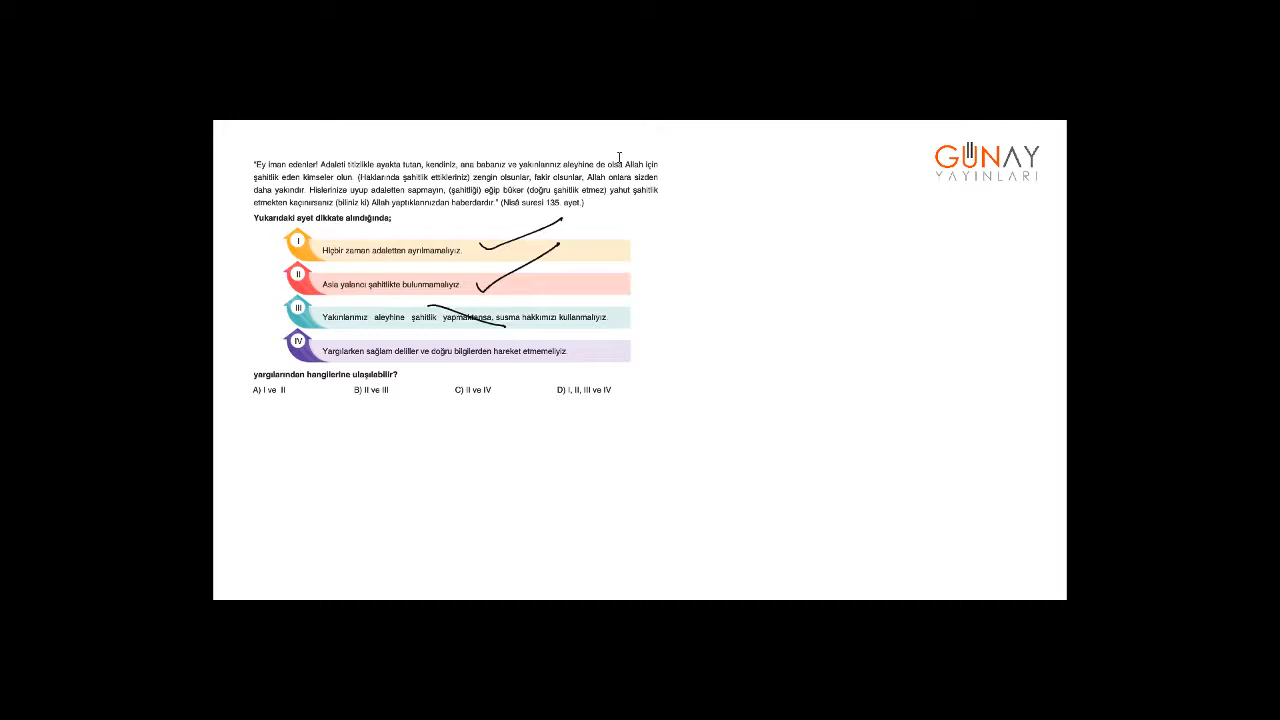 GÜNAY
YAYINLARI
"Ey iman edenler! Adaleti titizlikle ayakta tutan, kendiniz, ana babanız ve yakınlarınız aleyhine de olsa Allah için
şahitlik eden kimseler olun. (Haklarında şahitlik ettikleriniz) zengin olsunlar, fakir olsunlar, Allah onlara sizden
daha yakındır. Hislerinize uyup adaletten sapmayın, (şahitliği) eğip büker (doğru şahitlik etmez) yahut şahitlik
etmekten kaçınırsanız (biliniz ki) Allah yaptıklarınızdan haberdardır." (Nisâ suresi 135. ayet.)
Yukarıdaki ayet dikkate alındığında;
I Hiçbir zaman adaletten ayrılmamalıyız.
II Asla yalancı şahitlikte bulunmamalıyız.
III Yakınlarımız aleyhine şahitlik yapmaktansa, susma hakkımızı kullanmalıyız.
IV Yargılarken sağlam deliller ve doğru bilgilerden hareket etmemeliyiz.
yargılarından hangilerine ulaşılabilir?
A) I ve II B) II ve III C) II ve IV D) I, II, III ve IV